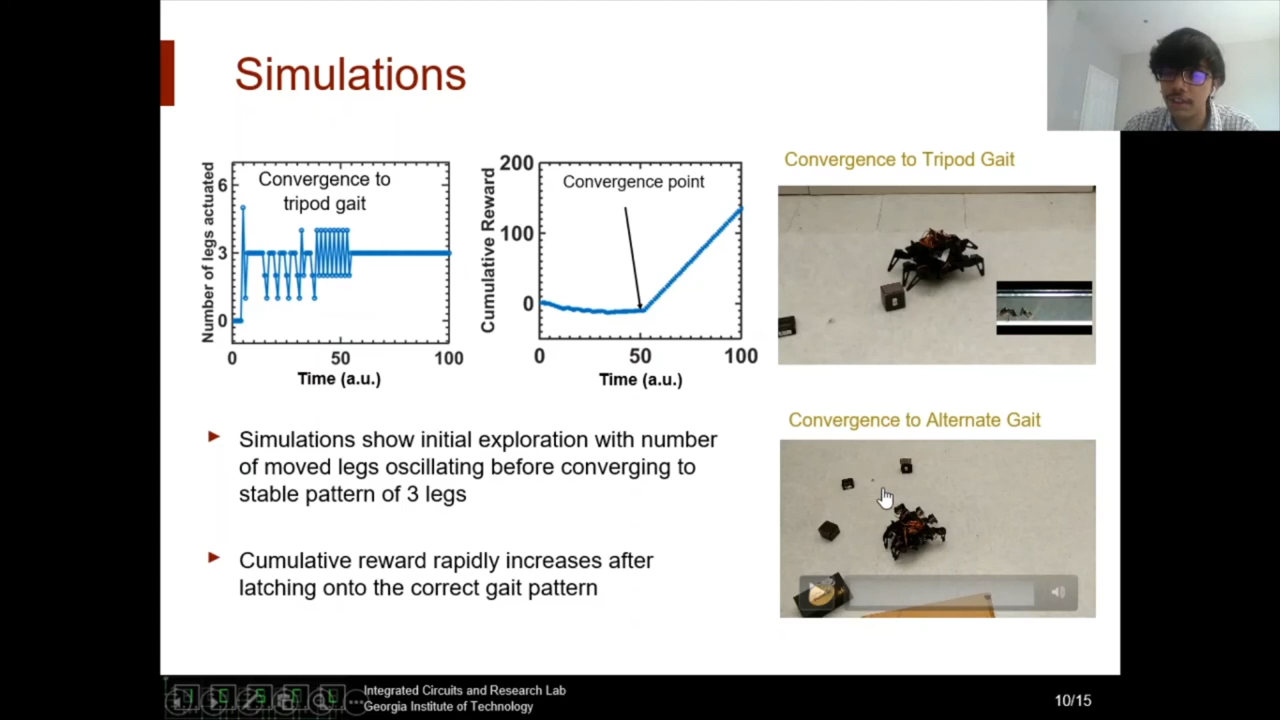 Simulations
Number of legs actuated
6
3
0
Convergence to
tripod gait
0 50 100
Time (a.u.)
Cumulative Reward
200
100
0
Convergence point
0 50 100
Time (a.u.)
Convergence to Tripod Gait
Simulations show initial exploration with number
of moved legs oscillating before converging to
stable pattern of 3 legs
Cumulative reward rapidly increases after
latching onto the correct gait pattern
Convergence to Alternate Gait
Integrated Circuits and Research Lab
Georgia Institute of Technology
10/15